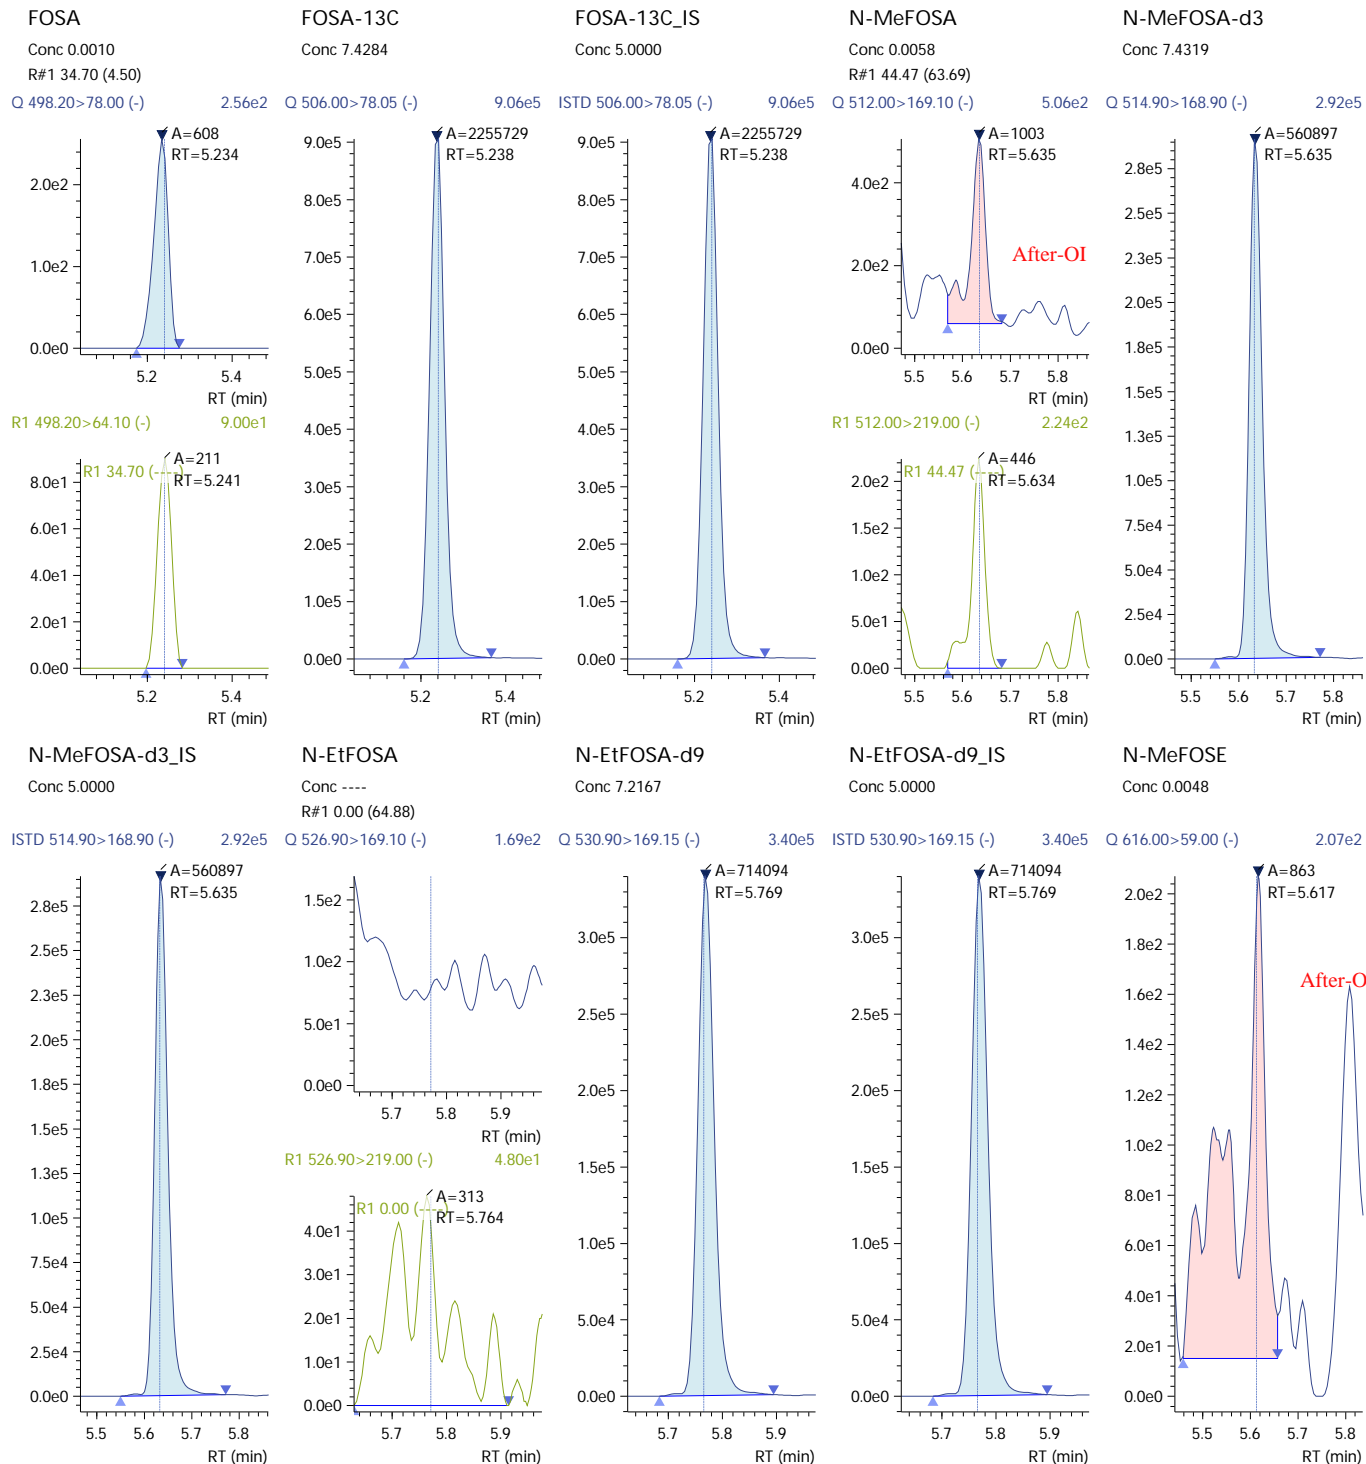 FOSA
Conc 0.0010
R#1 34.70 (4.50)
Q 498.20>78.00 (-) 2.56e2
A=608
RT=5.234
2.0e2
1.0e2
0.0e0
5.2 5.4
RT (min)
R1 498.20>64.10 (-) 9.00e1
A=211
R1 34.70 (----)
RT=5.241
8.0e1
6.0e1
4.0e1
2.0e1
0.0e0
5.2 5.4
RT (min)
FOSA-13C
Conc 7.4284
Q 506.00>78.05 (-) 9.06e5
A=2255729
RT=5.238
9.0e5
8.0e5
7.0e5
6.0e5
5.0e5
4.0e5
3.0e5
2.0e5
1.0e5
0.0e0
5.2 5.4
RT (min)
FOSA-13C_IS
Conc 5.0000
ISTD 506.00>78.05 (-) 9.06e5
A=2255729
RT=5.238
9.0e5
8.0e5
7.0e5
6.0e5
5.0e5
4.0e5
3.0e5
2.0e5
1.0e5
0.0e0
5.2 5.4
RT (min)
N-MeFOSA
Conc 0.0058
R#1 44.47 (63.69)
Q 512.00>169.10 (-) 5.06e2
A=1003
RT=5.635
After-OI
4.0e2
2.0e2
0.0e0
5.5 5.6 5.7 5.8
RT (min)
R1 512.00>219.00 (-) 2.24e2
A=446
R1 44.47 (----)
RT=5.634
2.0e2
1.5e2
1.0e2
5.0e1
0.0e0
5.5 5.6 5.7 5.8
RT (min)
N-MeFOSA-d3
Conc 7.4319
Q 514.90>168.90 (-) 2.92e5
A=560897
RT=5.635
2.8e5
2.5e5
2.3e5
2.0e5
1.8e5
1.5e5
1.3e5
1.0e5
7.5e4
5.0e4
2.5e4
0.0e0
5.5 5.6 5.7 5.8
RT (min)
N-MeFOSA-d3_IS
Conc 5.0000
ISTD 514.90>168.90 (-) 2.92e5
A=560897
RT=5.635
2.8e5
2.5e5
2.3e5
2.0e5
1.8e5
1.5e5
1.3e5
1.0e5
7.5e4
5.0e4
2.5e4
0.0e0
5.5 5.6 5.7 5.8
RT (min)
N-EtFOSA
Conc ----
R#1 0.00 (64.88)
Q 526.90>169.10 (-) 1.69e2
1.5e2
1.0e2
5.0e1
0.0e0
5.7 5.8 5.9
RT (min)
R1 526.90>219.00 (-) 4.80e1
A=313
R1 0.00 (----)
RT=5.764
4.0e1
3.0e1
2.0e1
1.0e1
0.0e0
5.7 5.8 5.9
RT (min)
N-EtFOSA-d9
Conc 7.2167
Q 530.90>169.15 (-) 3.40e5
A=714094
RT=5.769
3.0e5
2.5e5
2.0e5
1.5e5
1.0e5
5.0e4
0.0e0
5.7 5.8 5.9
RT (min)
N-EtFOSA-d9_IS
Conc 5.0000
ISTD 530.90>169.15 (-) 3.40e5
A=714094
RT=5.769
3.0e5
2.5e5
2.0e5
1.5e5
1.0e5
5.0e4
0.0e0
5.7 5.8 5.9
RT (min)
N-MeFOSE
Conc 0.0048
Q 616.00>59.00 (-) 2.07e2
A=863
RT=5.617
After-O
2.0e2
1.8e2
1.6e2
1.4e2
1.2e2
1.0e2
8.0e1
6.0e1
4.0e1
2.0e1
0.0e0
5.5 5.6 5.7 5.8
RT (min)